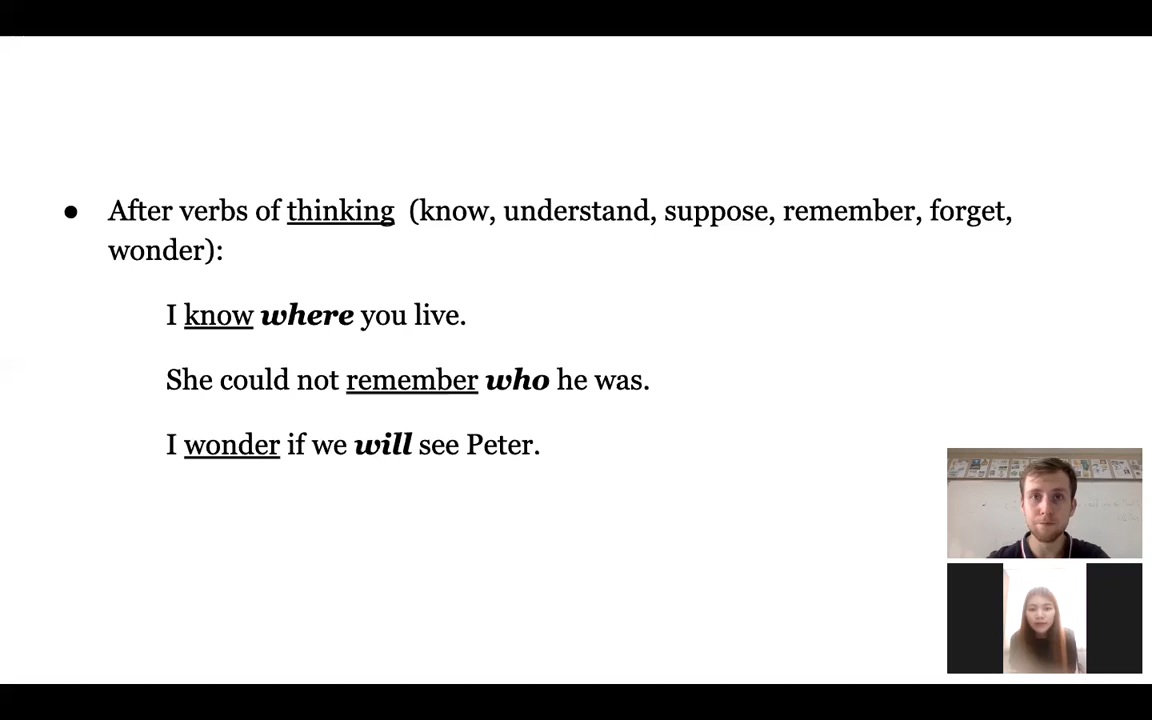 ● After verbs of thinking (know, understand, suppose, remember, forget,
wonder):
I know where you live.
She could not remember who he was.
I wonder if we will see Peter.